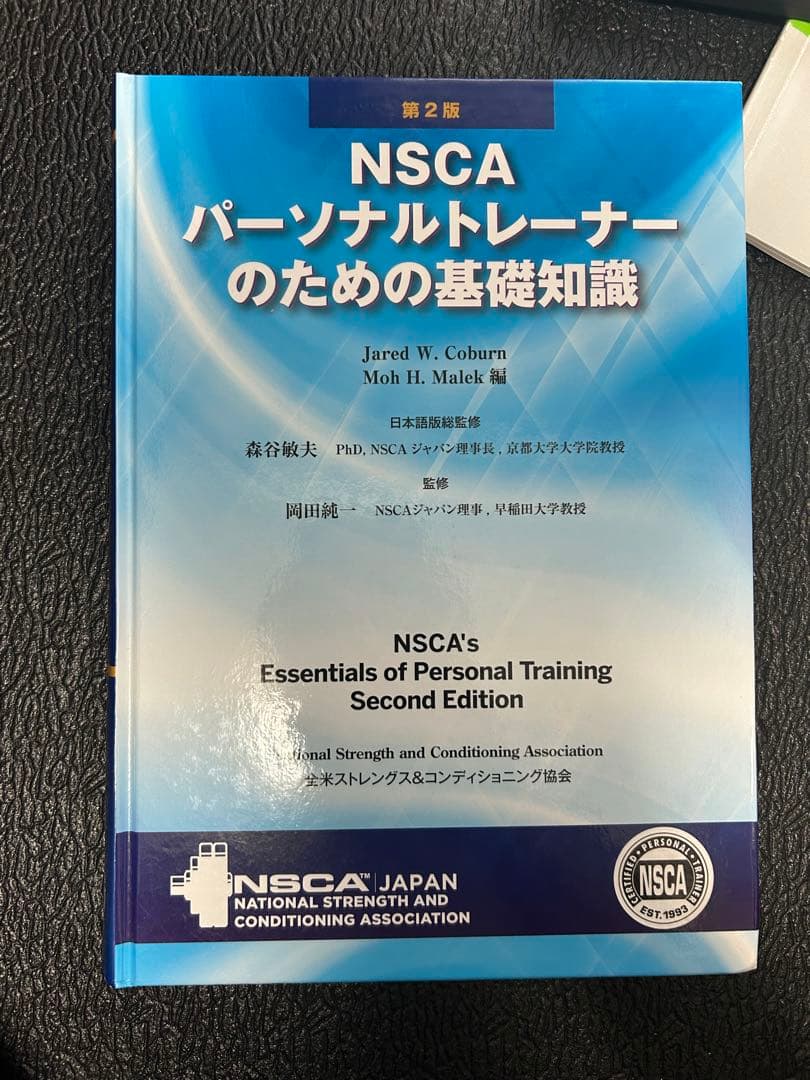 第2版
NSCA
パーソナルトレーナー
のための基礎知識
Jared W. Coburn
Moh H. Malek 編
日本語版総監修
森谷敏夫 PhD, NSCA ジャパン理事長, 京都大学大学院教授
監修
岡田純一 NSCAジャパン理事, 早稲田大学教授
NSCA's
Essentials of Personal Training
Second Edition
National Strength and Conditioning Association
全米ストレングス&コンディショニング協会
NSCA™ JAPAN
NATIONAL STRENGTH AND
CONDITIONING ASSOCIATION
CERTIFIED • PERSONAL • TRAINER
NSCA
EST. 1993